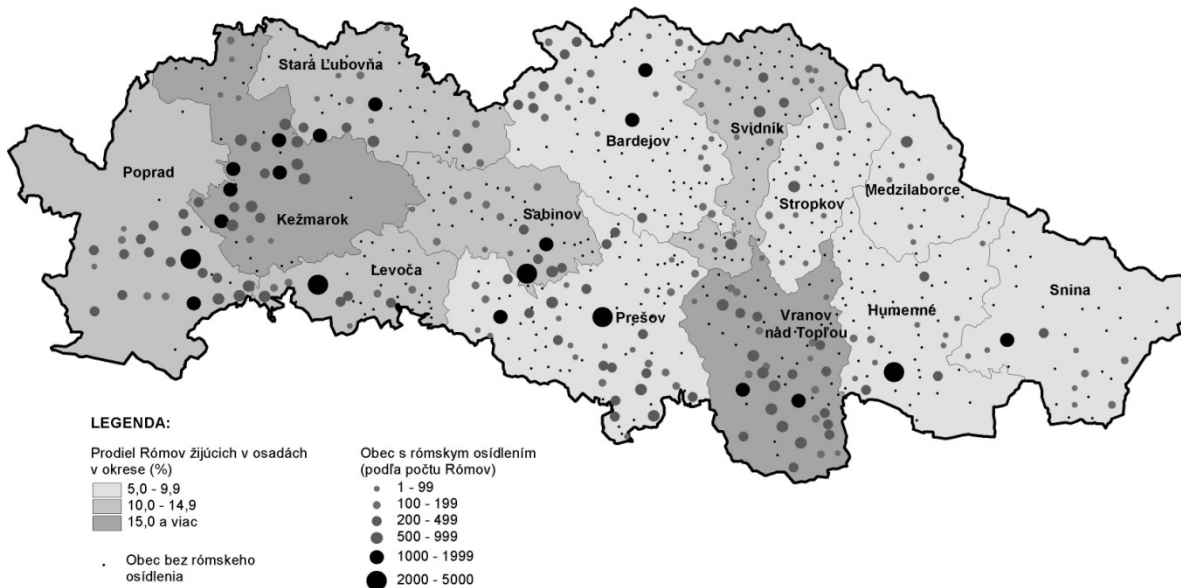 Stará Ľubovňa
Bardejov
Svidník
Poprad
Medzilaborce
Stropkov
Kežmarok
Sabinov
Levoča
Snina
Humenné
Prešov
Vranov
nad Topľou
LEGENDA:
Prodiel Rómov žijúcich v osadách
v okrese (%)
5,0 - 9,9
10,0 - 14,9
15,0 a viac
Obec bez rómskeho
osídlenia
Obec s rómskym osídlením
(podľa počtu Rómov)
1 - 99
100 - 199
200 - 499
500 - 999
1000 - 1999
2000 - 5000